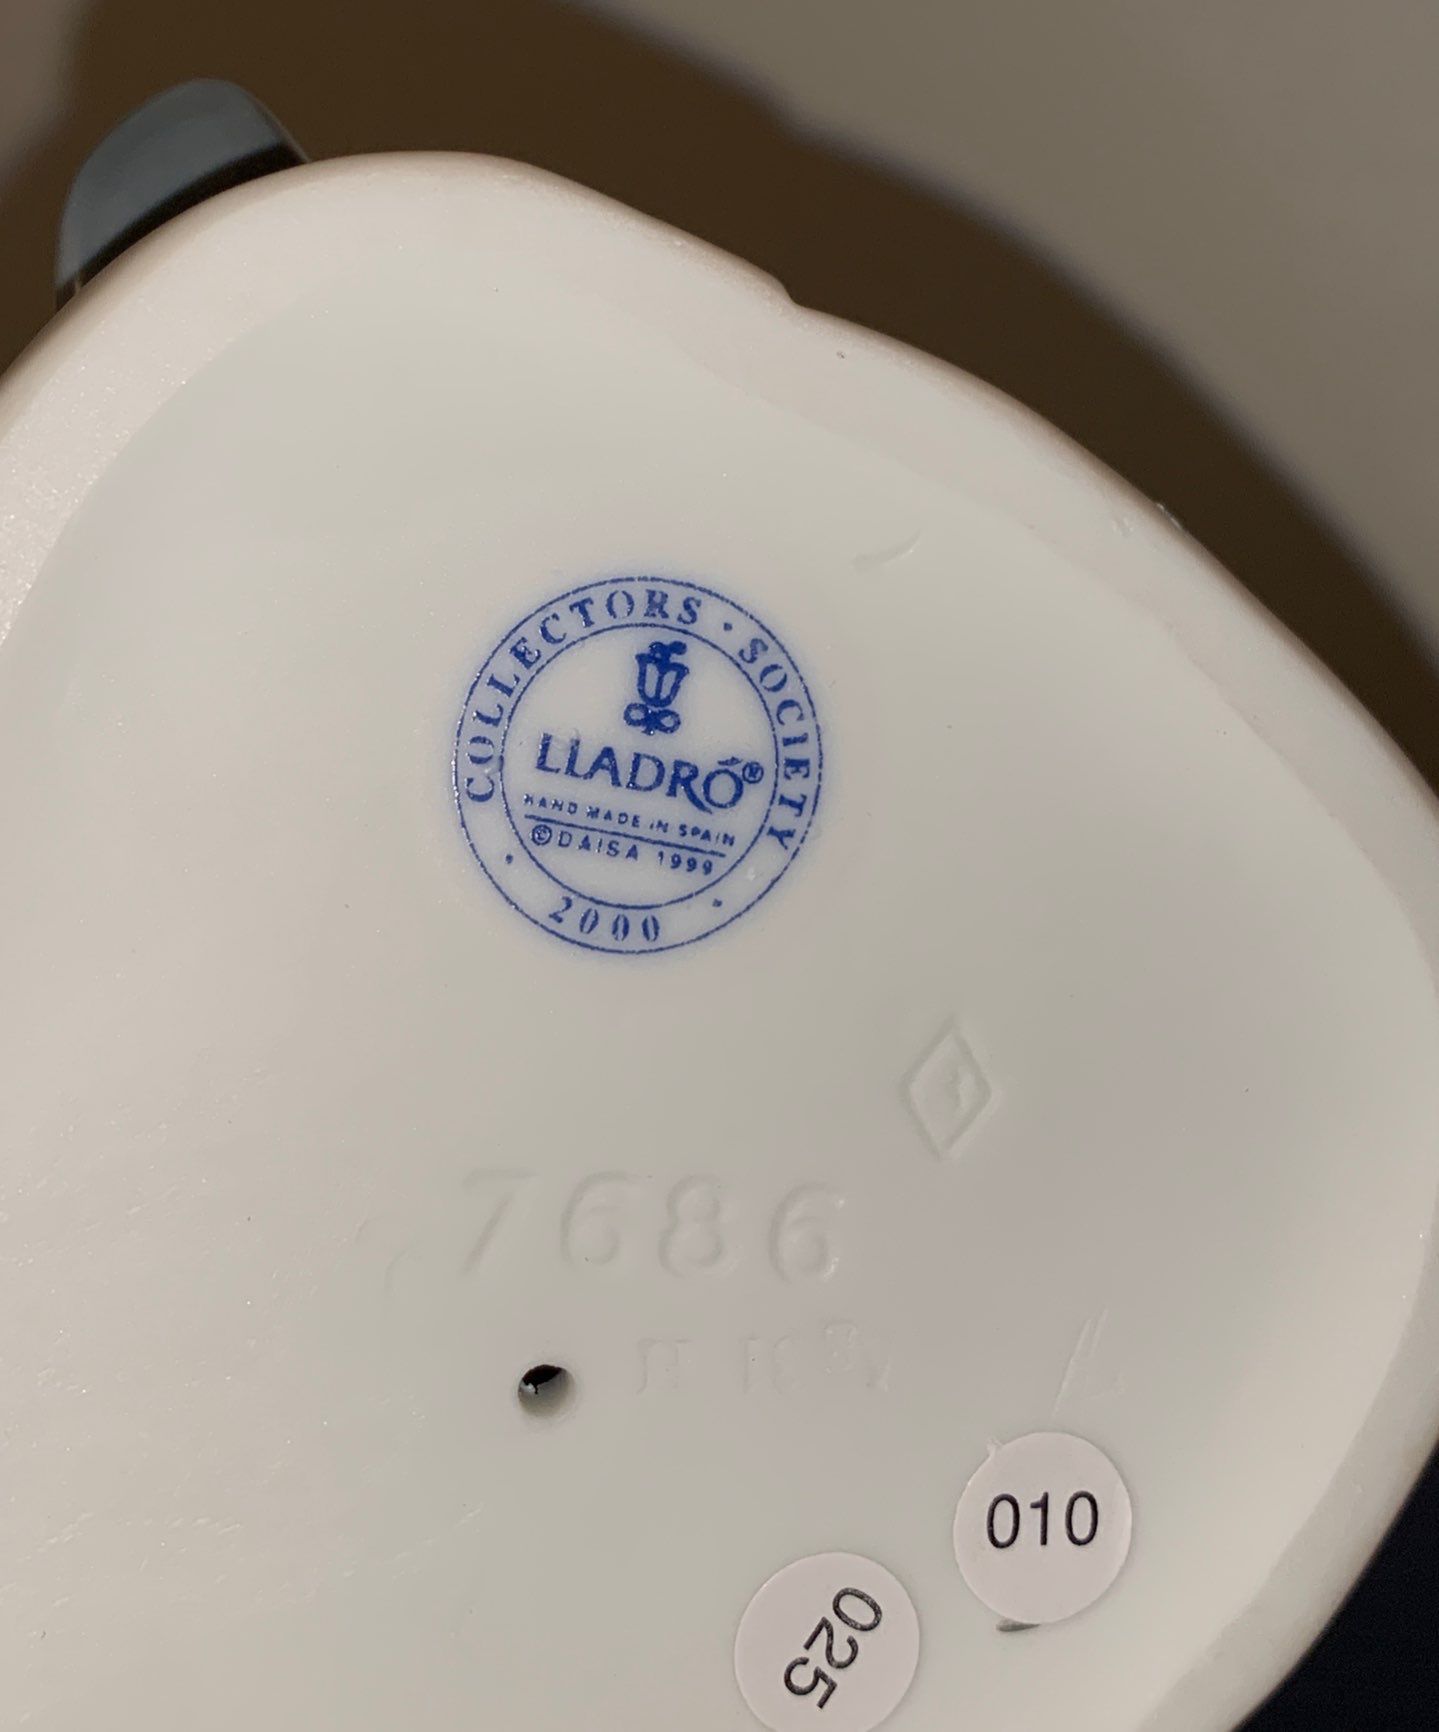 COLLECTORS · SOCIETY
LLADRÓ®
HAND MADE IN SPAIN
© DAISA 1999
· 2000 ·
7686
010
025